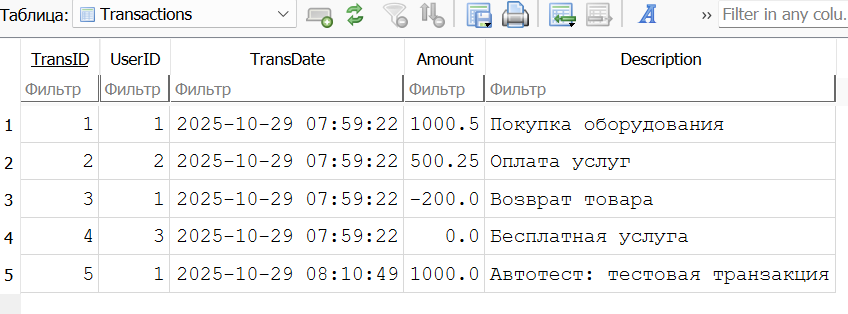 Таблица: Transactions Filter in any colu.
TransID UserID TransDate Amount Description
Фильтр Фильтр Фильтр Фильтр Фильтр
1 1 1 2025-10-29 07:59:22 1000.5 Покупка оборудования
2 2 2 2025-10-29 07:59:22 500.25 Оплата услуг
3 3 1 2025-10-29 07:59:22 -200.0 Возврат товара
4 4 3 2025-10-29 07:59:22 0.0 Бесплатная услуга
5 5 1 2025-10-29 08:10:49 1000.0 Автотест: тестовая транзакция